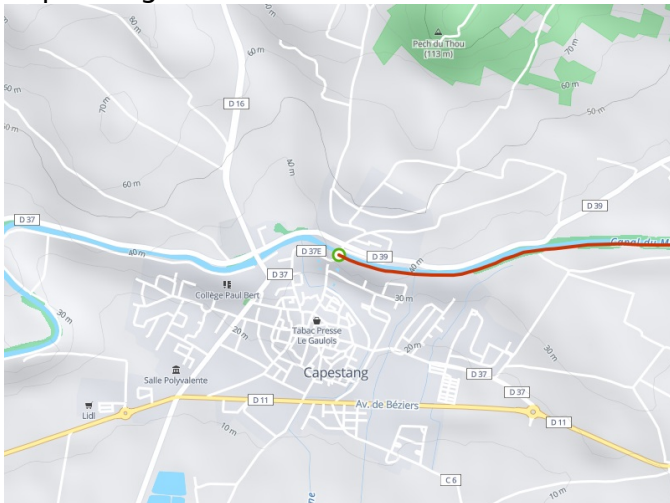 Pech du Thou
(113 m)
70 m
60 m
D 16
60 m
50 m
70 m
60 m
50 m
50 m
60 m
D 39
D 37
D 37E
D 39
40 m
40 m
D 37
Collège Paul Bert
30 m
30 m
20 m
Tabac Presse
Le Gaulois
20 m
30 m
Salle Polyvalente
Capestang
D 37
D 37
Lidl
D 11
Av. de Béziers
D 11
10 m
C 6
10 m